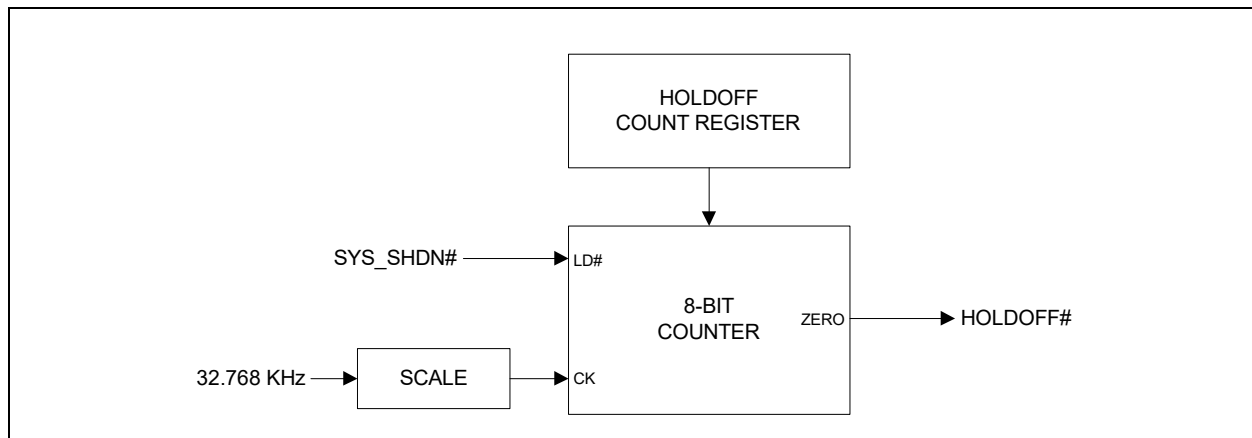 HOLDOFF
COUNT REGISTER
SYS_SHDN#
LD#
8-BIT
COUNTER
ZERO
HOLDOFF#
32.768 KHz
SCALE
CK